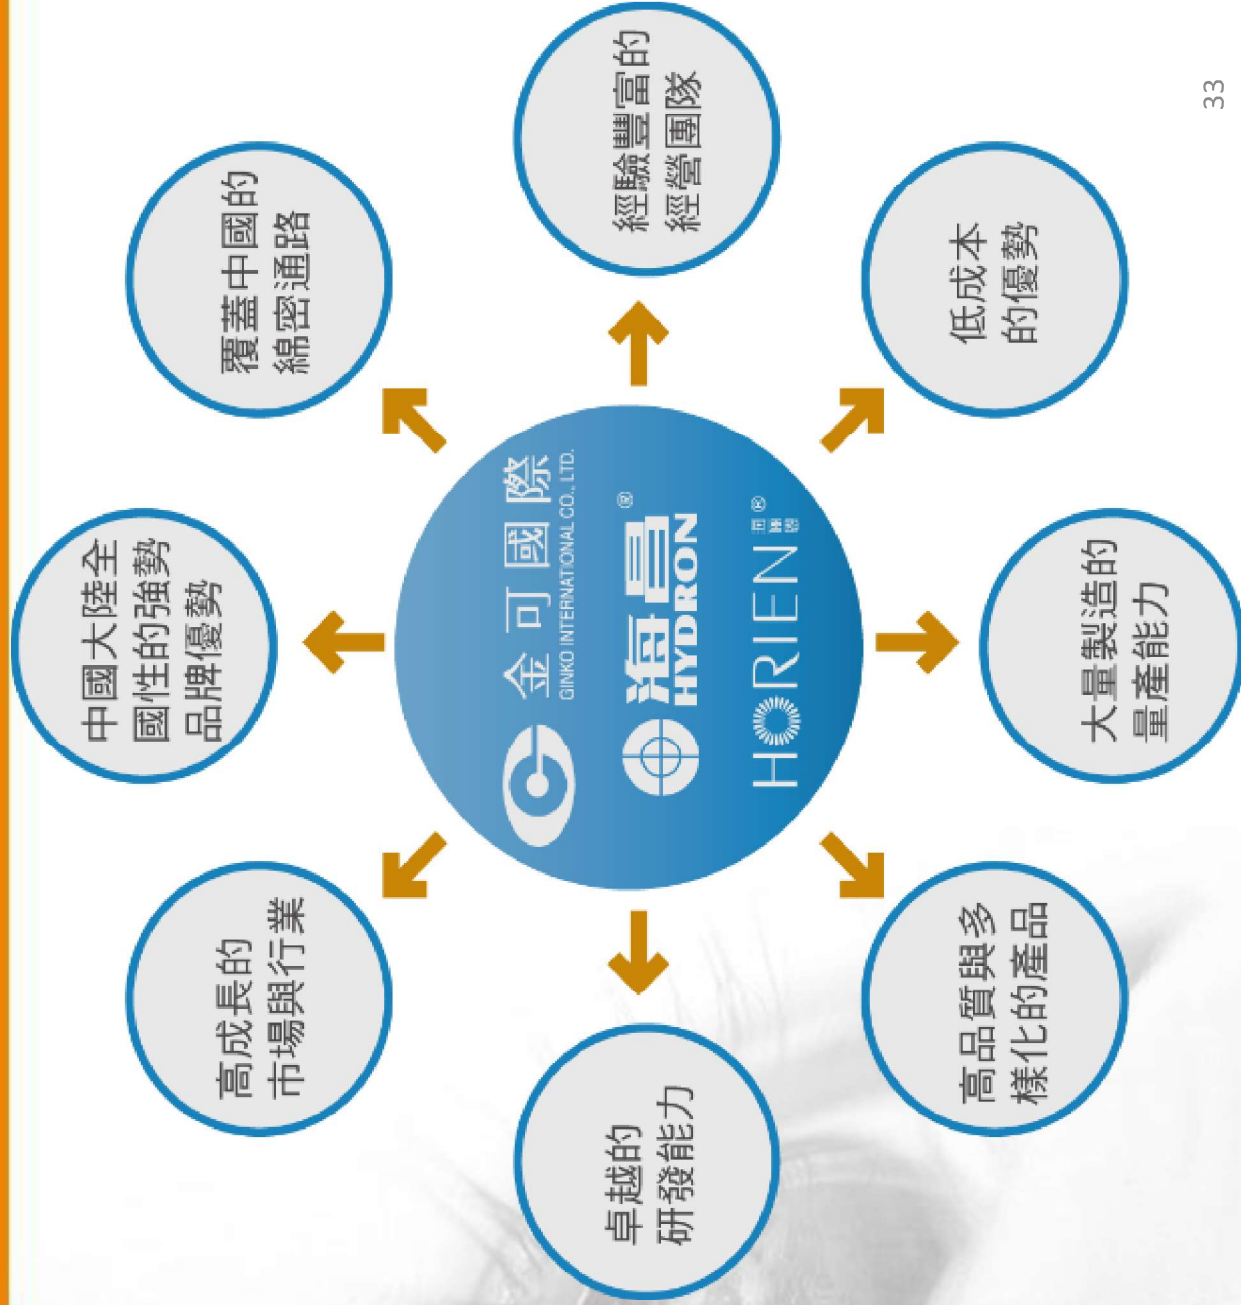 中國大陸全
國性的強勢
品牌優勢
覆蓋中國的
綿密通路
經驗豐富的
經營團隊
低成本
的優勢
大量製造的
量產能力
高品質與多
樣化的產品
卓越的
研發能力
高成長的
市場與行業
金可國際
GINKO INTERNATIONAL CO., LTD.
海昌®
HYDRON
HORIEN®
33